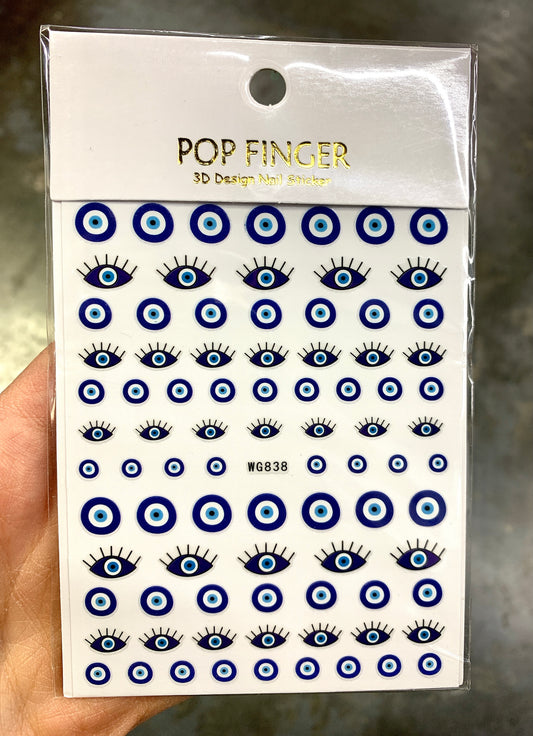 POP FINGER
3D Design Nail Sticker
WG838